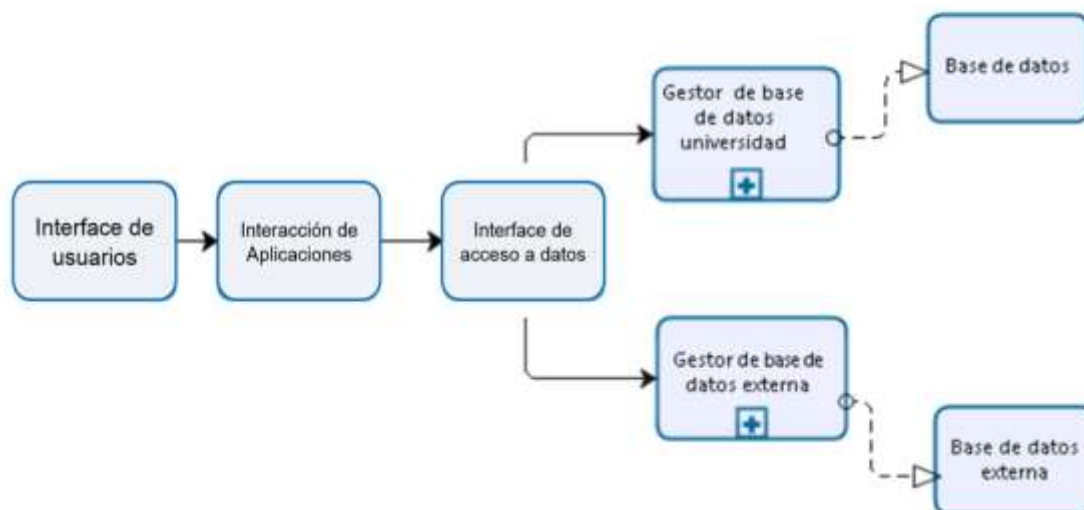 Interface de
usuarios
Interacción de
Aplicaciones
Interface de
acceso a datos
Gestor de base
de datos
universidad
Base de datos
Gestor de base de
datos externa
Base de datos
externa